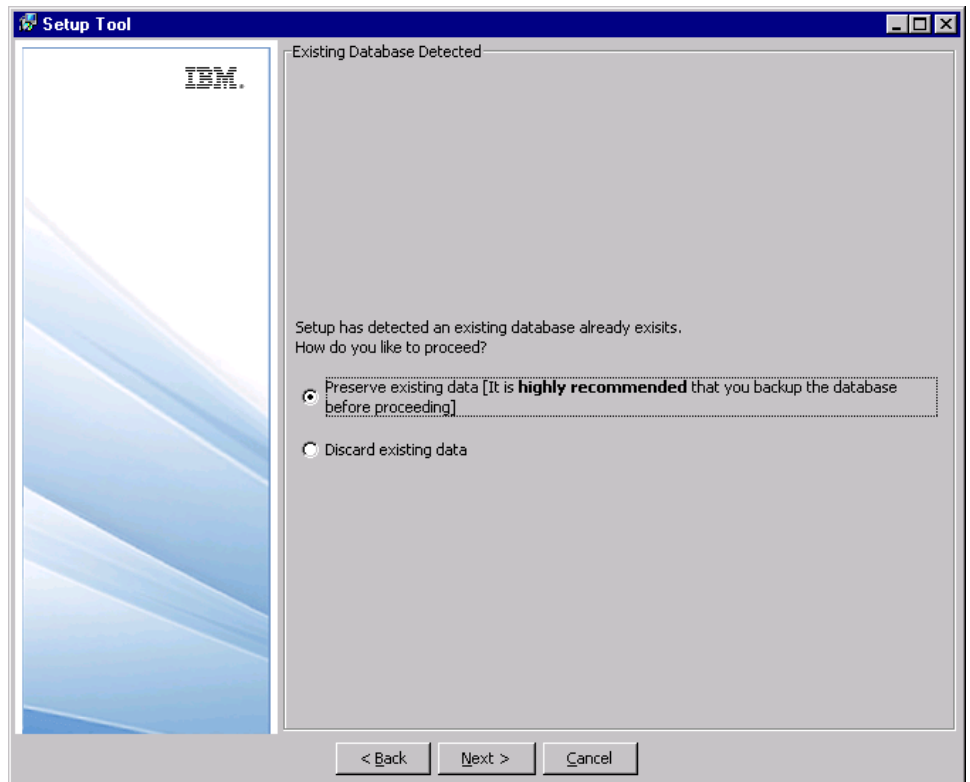 Setup Tool
IBM.
Existing Database Detected
Setup has detected an existing database already exisits.
How do you like to proceed?
Preserve existing data [It is highly recommended that you backup the database
before proceeding]
Discard existing data
< Back
Next >
Cancel